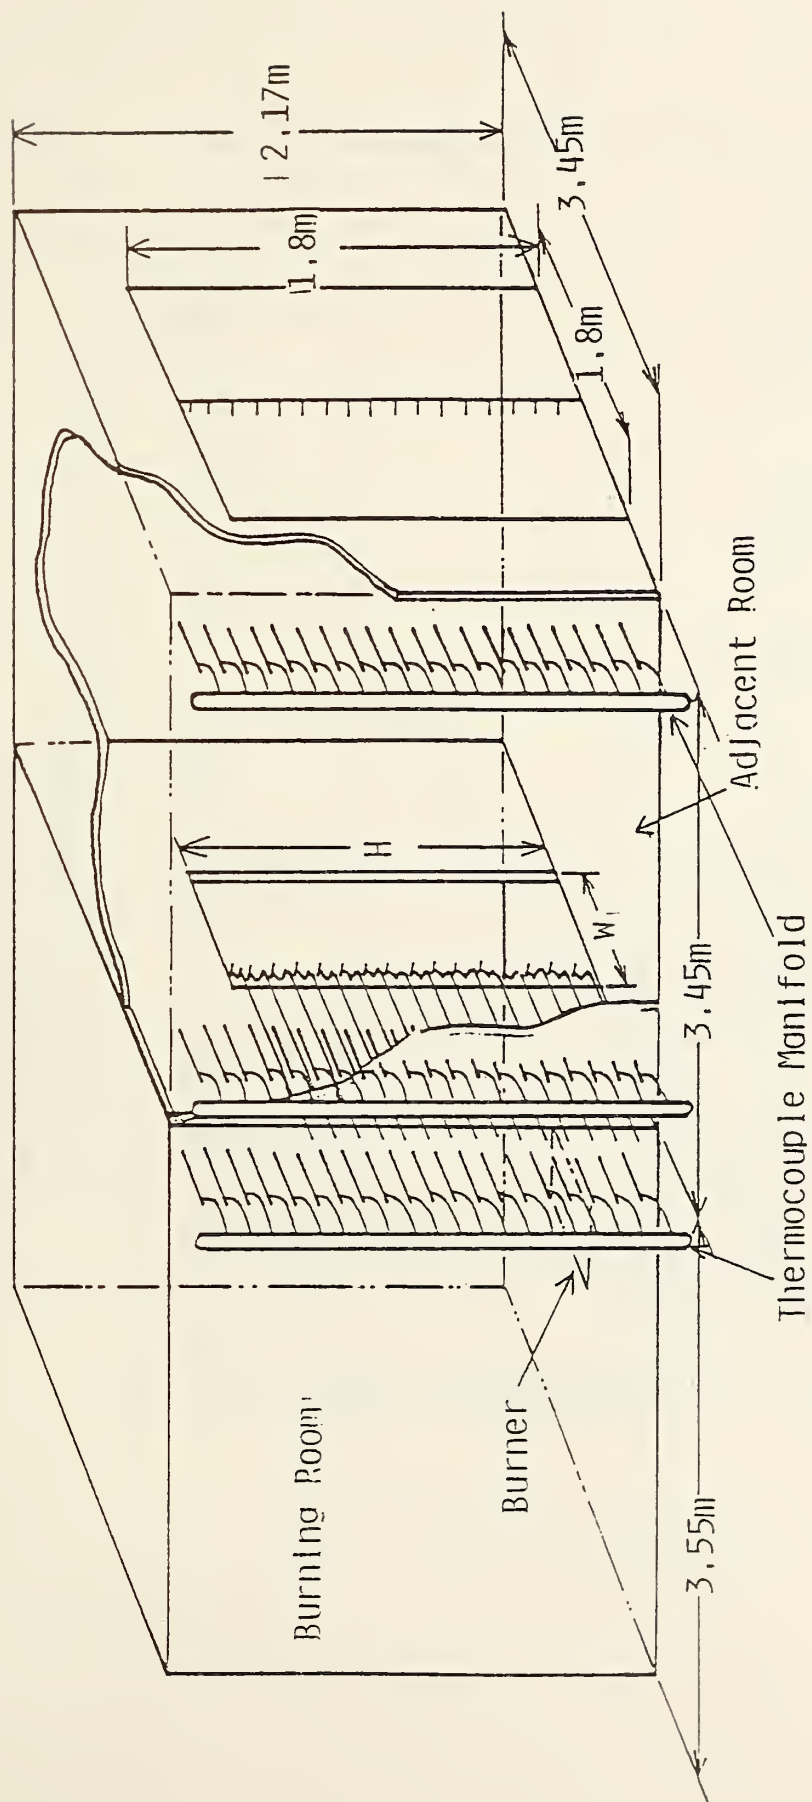 2,17m
1,8m
3,45m
1,8m
H
W₁
Burning Room
Burner
Adjacent Room
3,45m
3,55m
Thermocouple Manifold